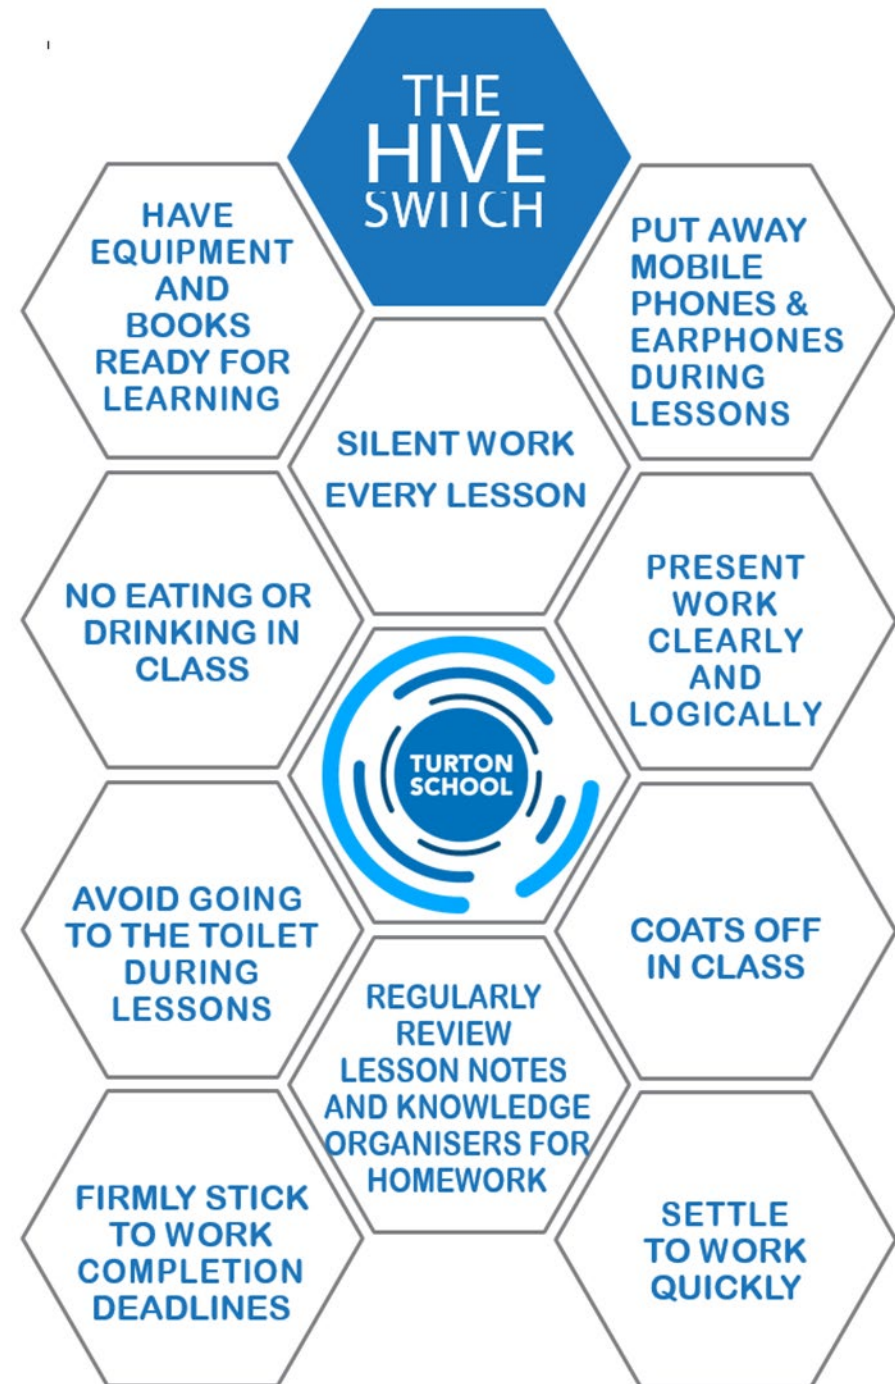 THE
HIVE
SWITCH
HAVE
EQUIPMENT
AND
BOOKS
READY FOR
LEARNING
PUT AWAY
MOBILE
PHONES &
EARPHONES
DURING
LESSONS
SILENT WORK
EVERY LESSON
NO EATING OR
DRINKING IN
CLASS
PRESENT
WORK
CLEARLY
AND
LOGICALLY
TURTON
SCHOOL
AVOID GOING
TO THE TOILET
DURING
LESSONS
COATS OFF
IN CLASS
REGULARLY
REVIEW
LESSON NOTES
AND KNOWLEDGE
ORGANISERS FOR
HOMEWORK
FIRMLY STICK
TO WORK
COMPLETION
DEADLINES
SETTLE
TO WORK
QUICKLY